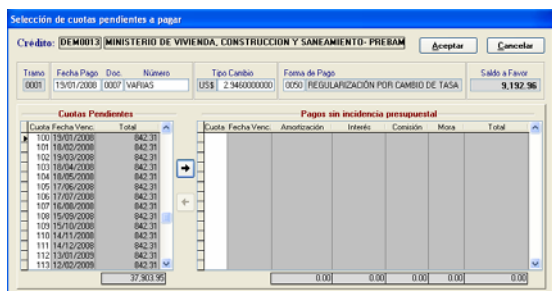 Selección de cuotas pendientes a pagar
Crédito: DEM0013 MINISTERIO DE VIVIENDA, CONSTRUCCION Y SANEAMIENTO- PREBAM Aceptar Cancelar
Tramo Fecha Pago Doc. Número Tipo Cambio Forma de Pago Saldo a Favor
0001 19/01/2008 0007 VARIAS US$ 2.9460000000 0050 REGULARIZACIÓN POR CAMBIO DE TASA 9,192.96
Cuotas Pendientes Pagos sin incidencia presupuestal
Cuota Fecha Venc. Total Cuota Fecha Venc. Amortización Interés Comisión Mora Total
100 19/01/2008 842.31
101 18/02/2008 842.31
102 19/03/2008 842.31
103 18/04/2008 842.31
104 18/05/2008 842.31
105 17/06/2008 842.31
106 17/07/2008 842.31
107 16/08/2008 842.31
108 15/09/2008 842.31
109 15/10/2008 842.31
110 14/11/2008 842.31
111 14/12/2008 842.31
112 13/01/2009 842.31
113 12/02/2009 842.31
37,903.95 0.00 0.00 0.00 0.00 0.00